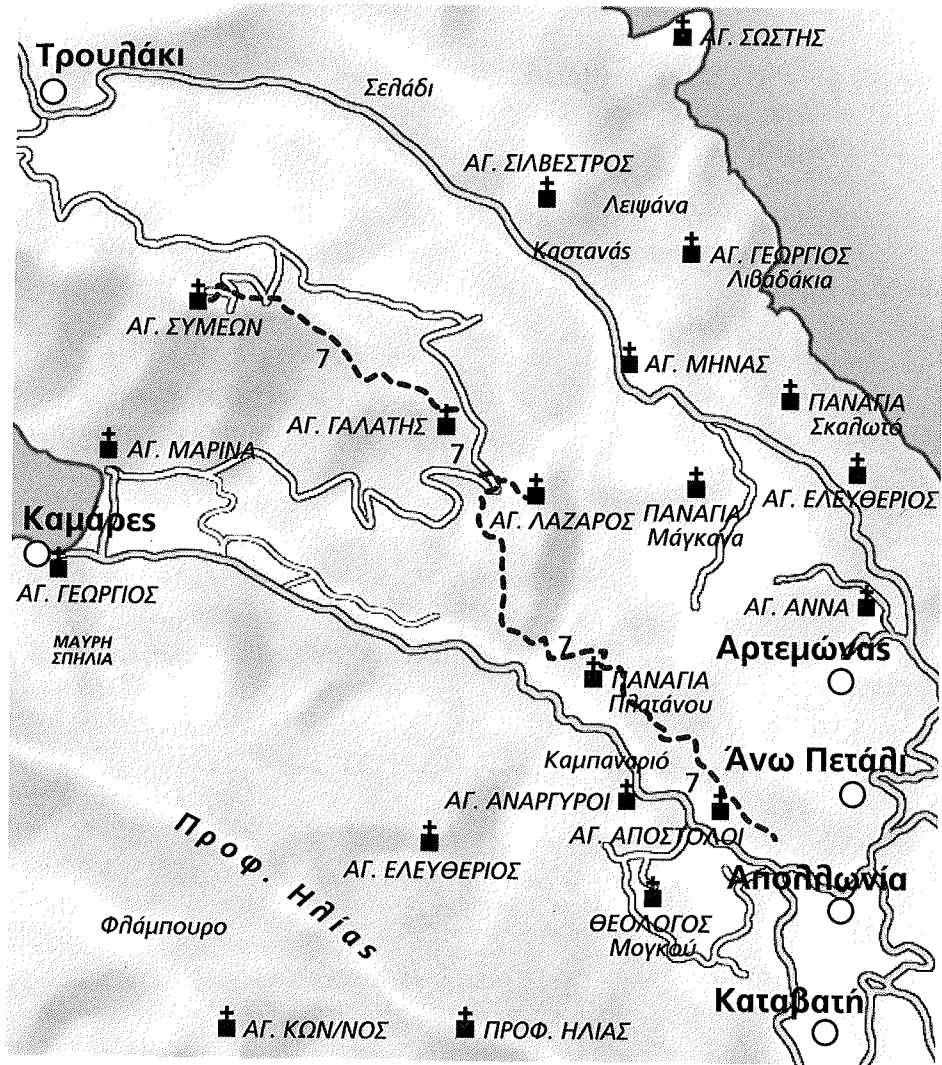 ΑΓ. ΣΩΣΤΗΣ
Τρουλάκι
Σελάδι
ΑΓ. ΣΙΛΒΕΣΤΡΟΣ
Λειψάνα
Καστανάς
ΑΓ. ΓΕΩΡΓΙΟΣ
Λιβαδάκια
ΑΓ. ΣΥΜΕΩΝ
7
ΑΓ. ΜΗΝΑΣ
ΠΑΝΑΓΙΑ
Σκαλωτό
ΑΓ. ΓΑΛΑΤΗΣ
7
ΑΓ. ΜΑΡΙΝΑ
ΑΓ. ΕΛΕΥΘΕΡΙΟΣ
ΑΓ. ΛΑΖΑΡΟΣ
ΠΑΝΑΓΙΑ
Μάγκανα
Καμάρες
ΑΓ. ΓΕΩΡΓΙΟΣ
ΑΓ. ΑΝΝΑ
ΜΑΥΡΗ
ΣΠΗΛΙΑ
7
Αρτεμώνας
ΠΑΝΑΓΙΑ
Πλατάνου
Καμπαναριό
Άνω Πετάλι
7
ΑΓ. ΑΝΑΡΓΥΡΟΙ
ΑΓ. ΑΠΟΣΤΟΛΟΙ
Προφ. Ηλίας
ΑΓ. ΕΛΕΥΘΕΡΙΟΣ
Απολλωνία
ΘΕΟΛΟΓΟΣ
Μογκού
Φλάμπουρο
Καταβατή
ΑΓ. ΚΩΝ/ΝΟΣ
ΠΡΟΦ. ΗΛΙΑΣ